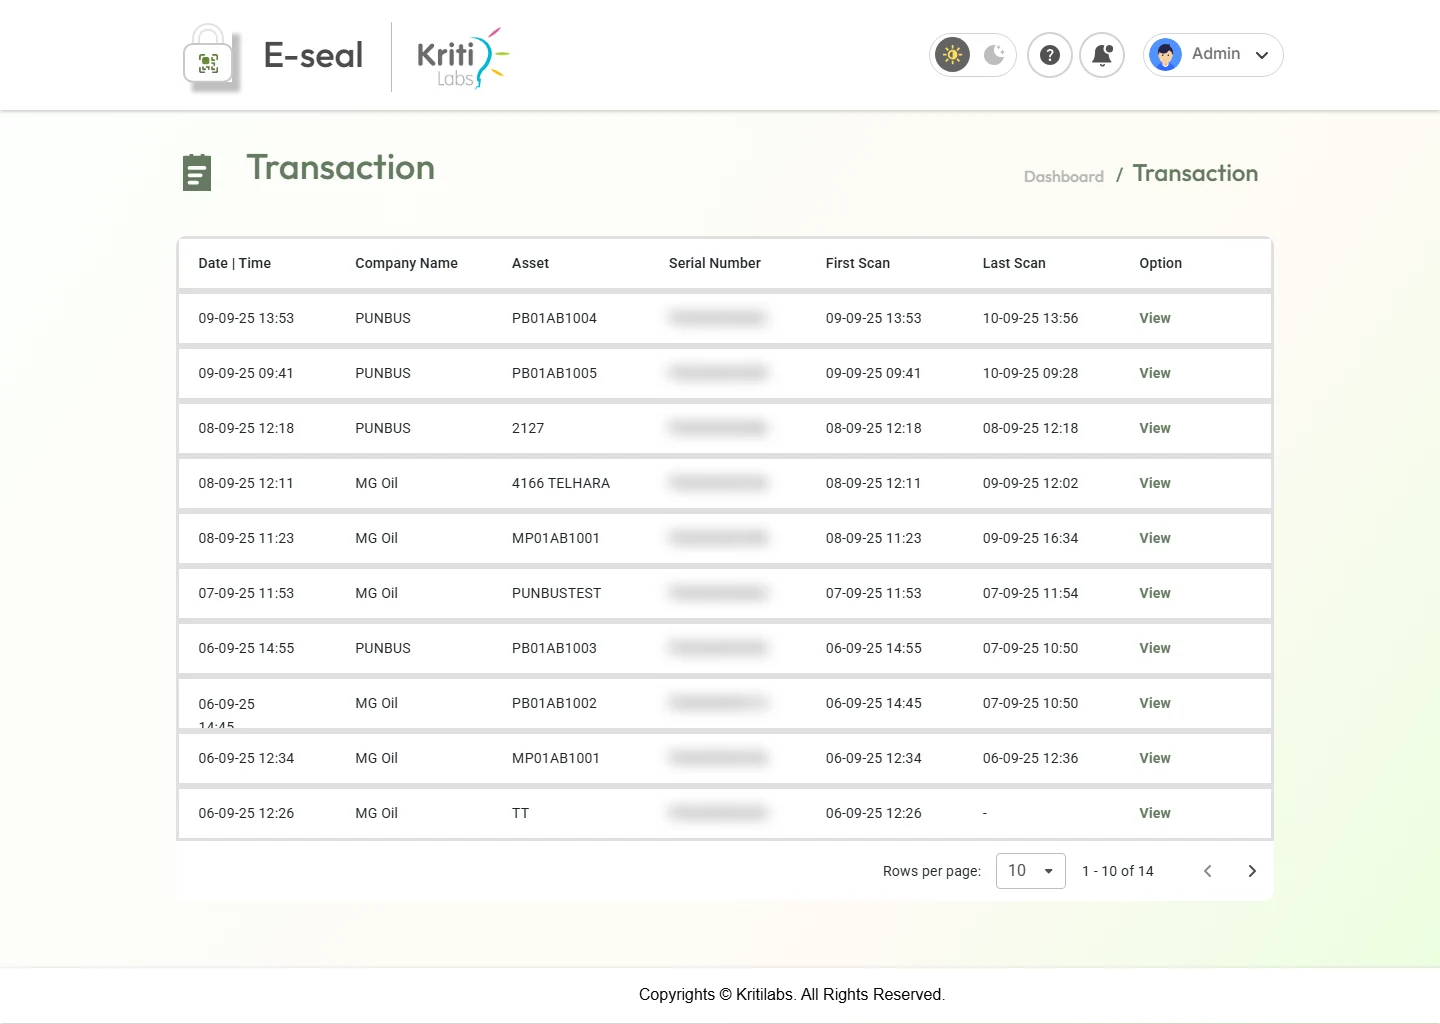 E-seal
Kriti
Labs
Admin
Transaction
Dashboard / Transaction
Date | Time Company Name Asset Serial Number First Scan Last Scan Option
09-09-25 13:53 PUNBUS PB01AB1004 09-09-25 13:53 10-09-25 13:56 View
09-09-25 09:41 PUNBUS PB01AB1005 09-09-25 09:41 10-09-25 09:28 View
08-09-25 12:18 PUNBUS 2127 08-09-25 12:18 08-09-25 12:18 View
08-09-25 12:11 MG Oil 4166 TELHARA 08-09-25 12:11 09-09-25 12:02 View
08-09-25 11:23 MG Oil MP01AB1001 08-09-25 11:23 09-09-25 16:34 View
07-09-25 11:53 MG Oil PUNBUSTEST 07-09-25 11:53 07-09-25 11:54 View
06-09-25 14:55 PUNBUS PB01AB1003 06-09-25 14:55 07-09-25 10:50 View
06-09-25 MG Oil PB01AB1002 06-09-25 14:45 07-09-25 10:50 View
14:45
06-09-25 12:34 MG Oil MP01AB1001 06-09-25 12:34 06-09-25 12:36 View
06-09-25 12:26 MG Oil TT 06-09-25 12:26 - View
Rows per page: 10 1 - 10 of 14
Copyrights © Kritilabs. All Rights Reserved.